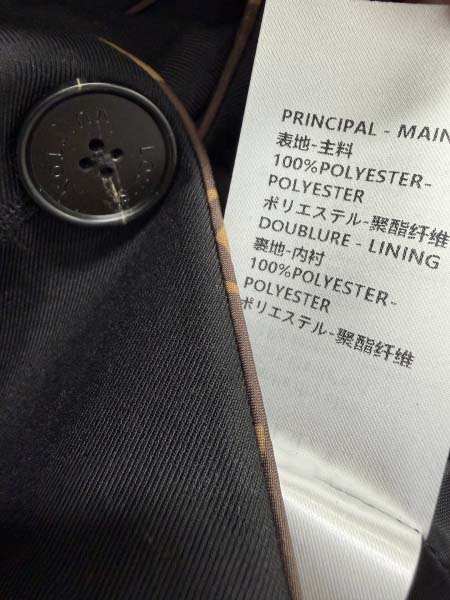 PRINCIPAL - MAIN
表地-主料
100%POLYESTER-
POLYESTER
ポリエステル-聚酯纤维
DOUBLURE - LINING
裏地-内衬
100%POLYESTER-
POLYESTER
ポリエステル-聚酯纤维